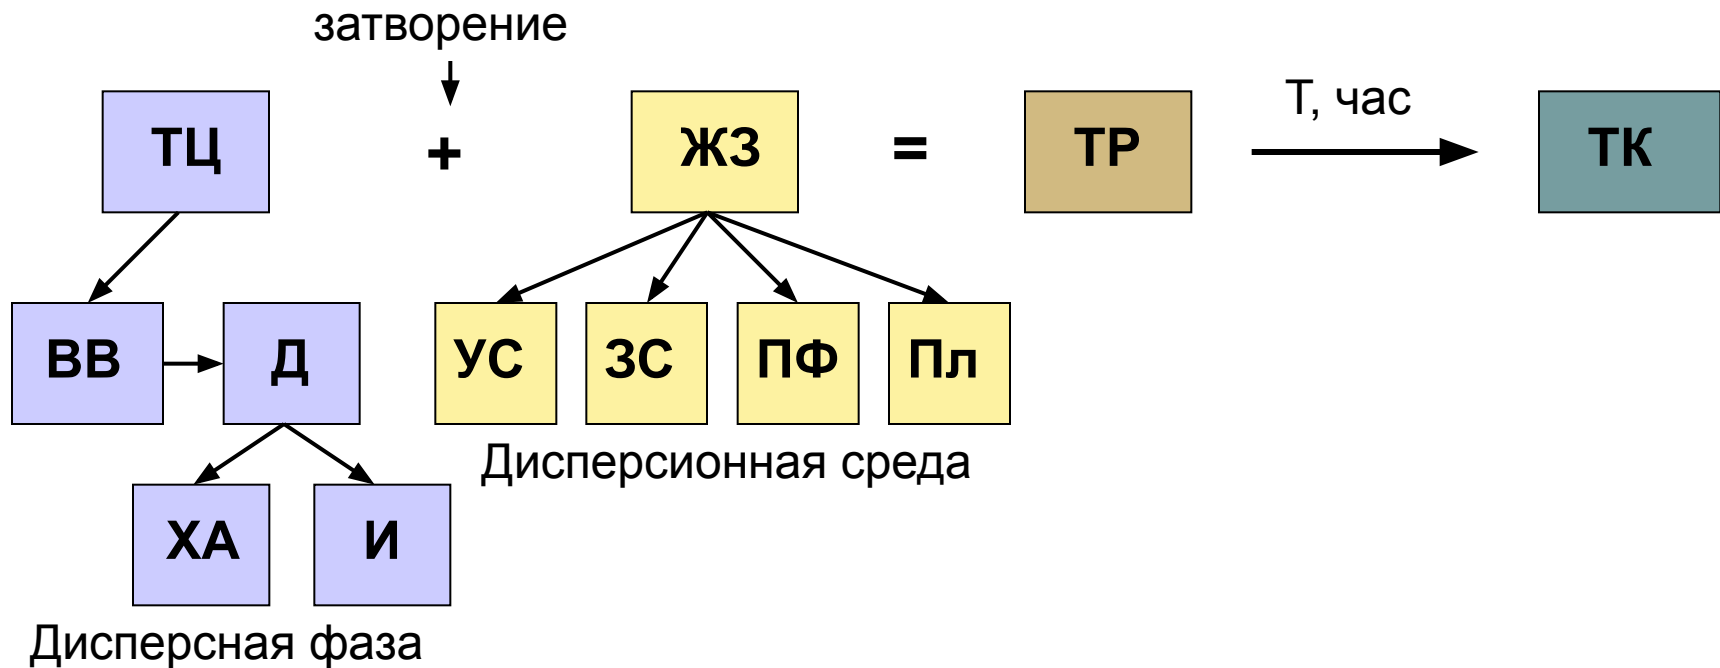 затворение
ТЦ + ЖЗ = ТР Т, час ТК
ВВ Д УС ЗС ПФ Пл
Дисперсионная среда
ХА И
Дисперсная фаза